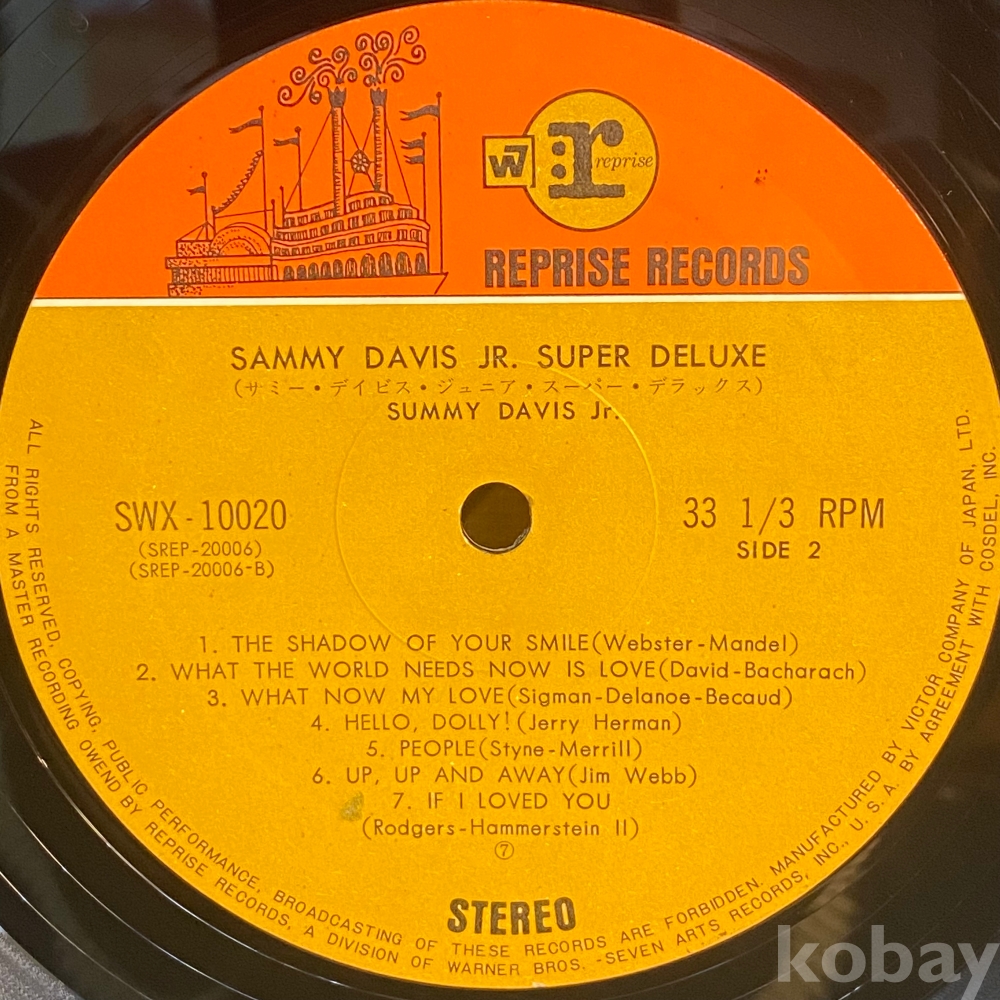 W7
r: reprise
REPRISE RECORDS
SAMMY DAVIS JR. SUPER DELUXE
(サミー・デイビス・ジュニア・スーパー・デラックス)
SUMMY DAVIS Jr.
SWX-10020
(SREP-20006)
(SREP-20006-B)
33 1/3 RPM
SIDE 2
1. THE SHADOW OF YOUR SMILE(Webster-Mandel)
2. WHAT THE WORLD NEEDS NOW IS LOVE(David-Bacharach)
3. WHAT NOW MY LOVE(Sigman-Delanoe-Becaud)
4. HELLO, DOLLY!(Jerry Herman)
5. PEOPLE(Styne-Merrill)
6. UP, UP AND AWAY(Jim Webb)
7. IF I LOVED YOU
(Rodgers-Hammerstein II)
⑦
STEREO
ALL RIGHTS RESERVED, COPYING, PUBLIC PERFORMANCE, BROADCASTING OF THESE RECORDS ARE FORBIDDEN. MANUFACTURED BY VICTOR COMPANY OF JAPAN, LTD.
FROM A MASTER RECORDING OWEND BY REPRISE RECORDS, A DIVISION OF WARNER BROS.-SEVEN ARTS RECORDS, INC., U.S.A. BY AGREEMENT WITH COSDEL, INC.
kobay